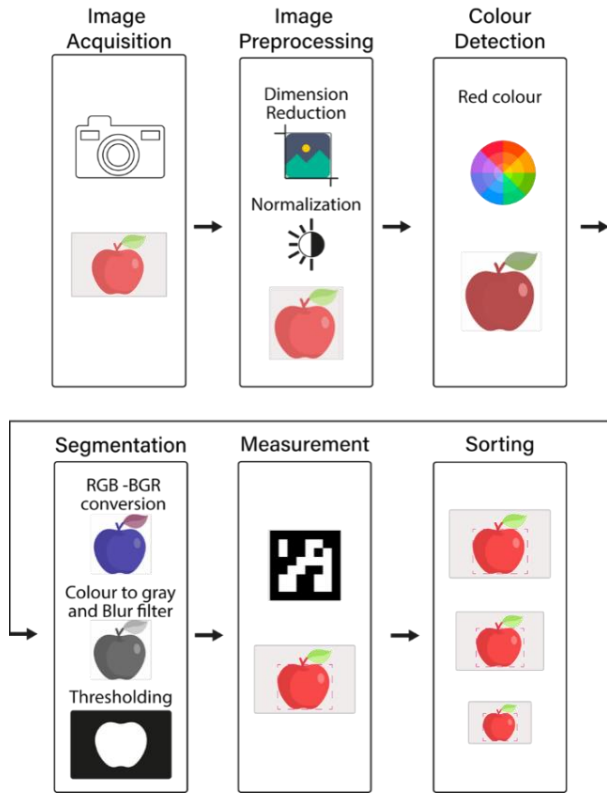 Image
Acquisition
Image
Preprocessing
Colour
Detection
Dimension
Reduction
Normalization
Red colour
Segmentation
Measurement
Sorting
RGB -BGR
conversion
Colour to gray
and Blur filter
Thresholding